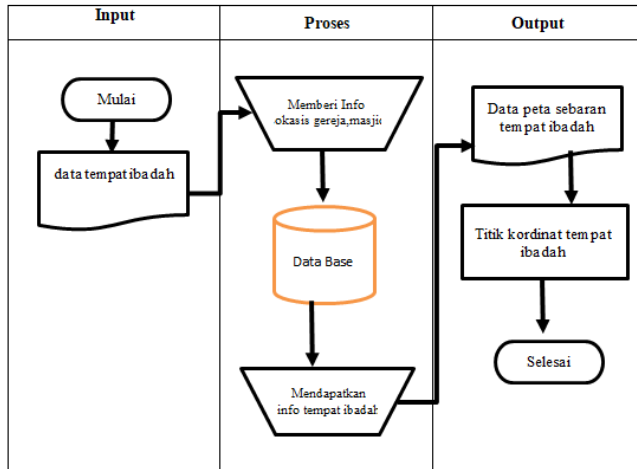 Input
Proses
Output
Mulai
data tempat ibadah
Memberi Info
okasis gereja,masjid
Data Base
Mendapatkan
info tempat ibadah
Data peta sebaran
tempat ibadah
Titik kordinat tempat
ibadah
Selesai